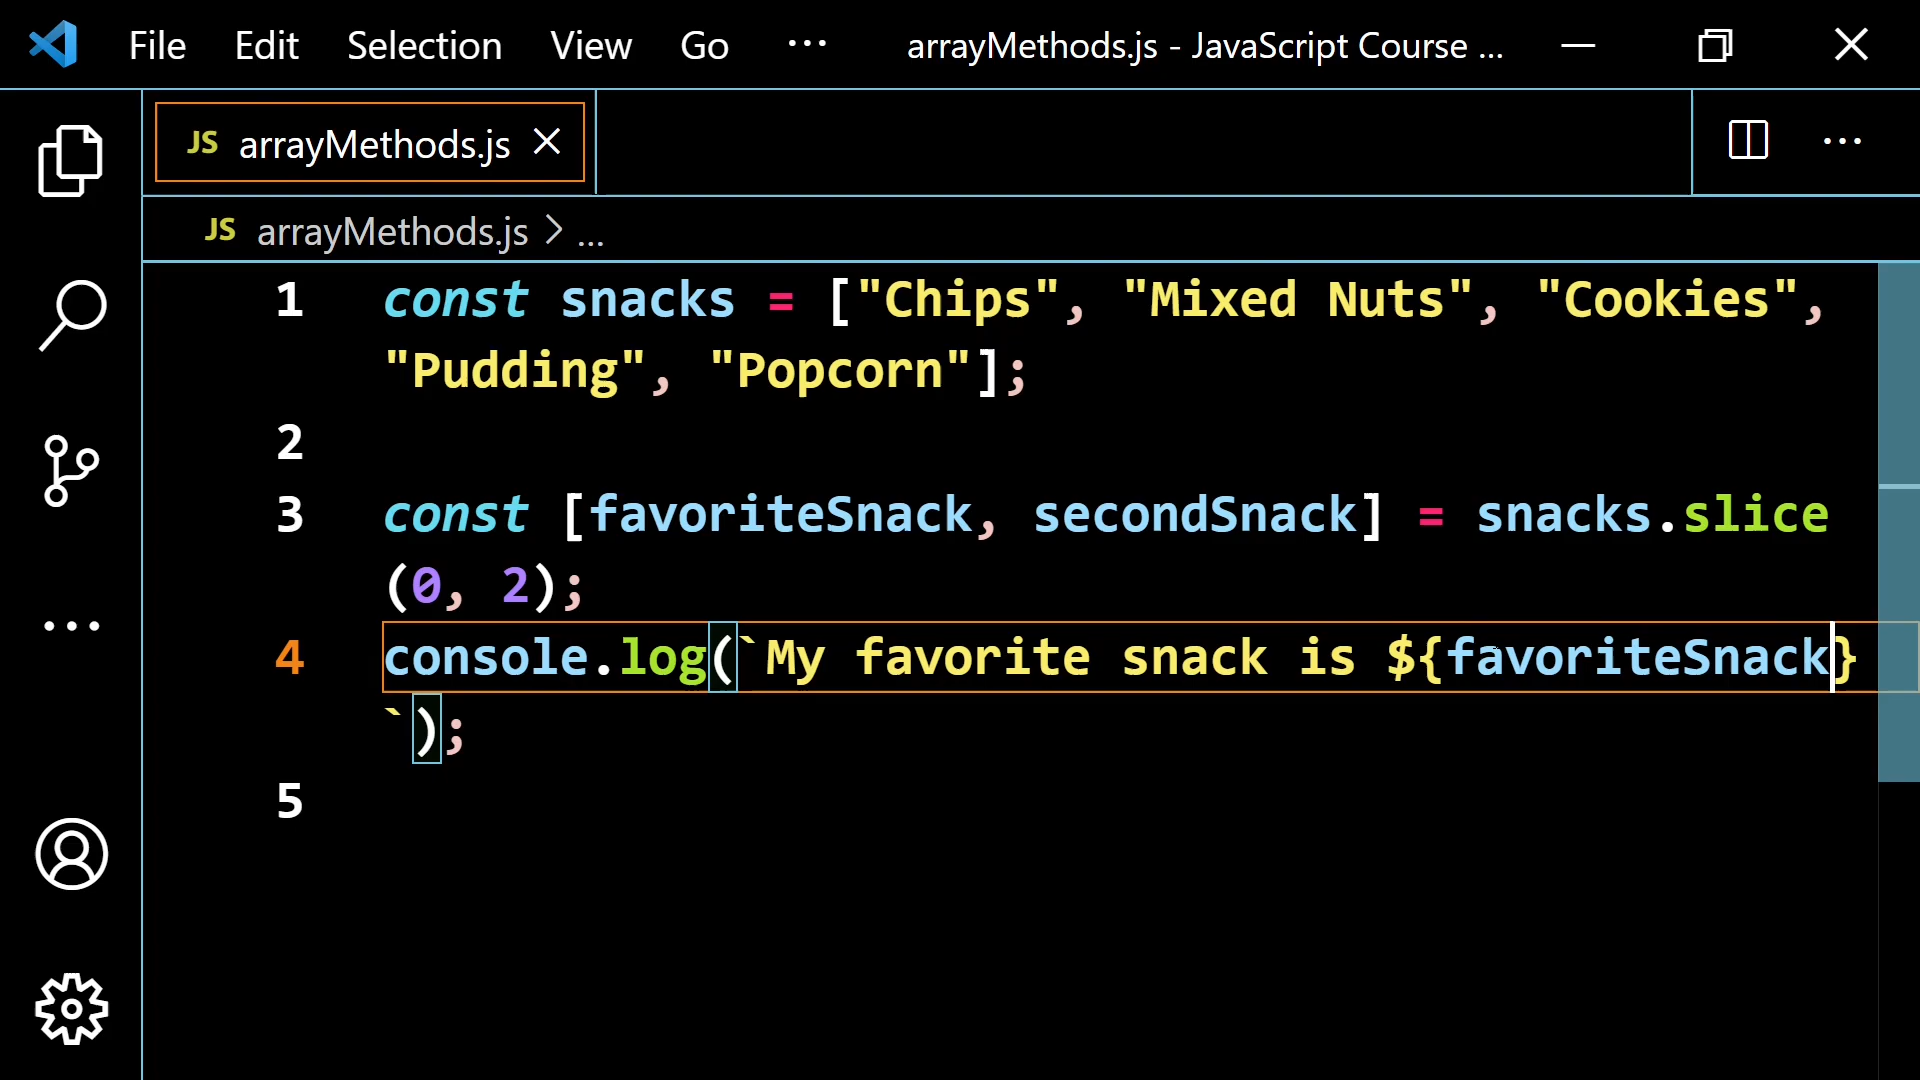 File Edit Selection View Go ... arrayMethods.js - JavaScript Course ...
JS arrayMethods.js
JS arrayMethods.js > ...
1 const snacks = ["Chips", "Mixed Nuts", "Cookies",
"Pudding", "Popcorn"];
2
3 const [favoriteSnack, secondSnack] = snacks.slice
(0, 2);
4 console.log(`My favorite snack is ${favoriteSnack}
`);
5